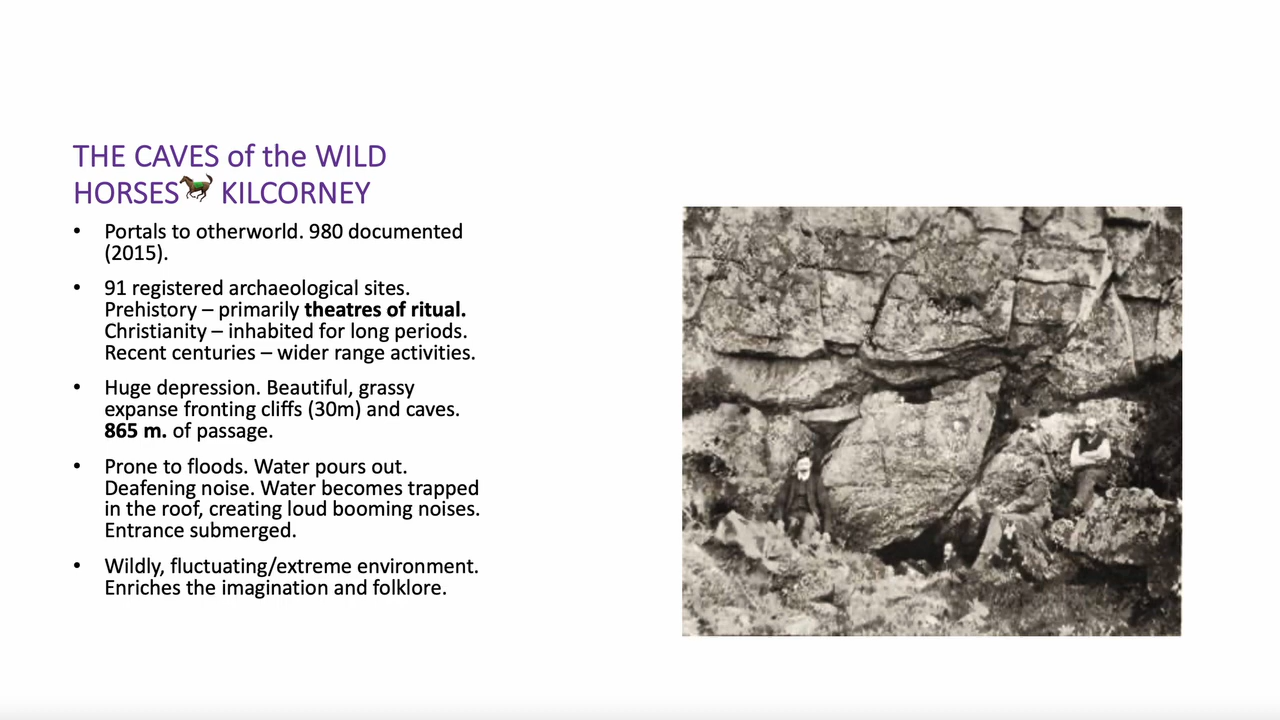 THE CAVES of the WILD
HORSES🐎 KILCORNEY
• Portals to otherworld. 980 documented
(2015).
• 91 registered archaeological sites.
Prehistory – primarily theatres of ritual.
Christianity – inhabited for long periods.
Recent centuries – wider range activities.
• Huge depression. Beautiful, grassy
expanse fronting cliffs (30m) and caves.
865 m. of passage.
• Prone to floods. Water pours out.
Deafening noise. Water becomes trapped
in the roof, creating loud booming noises.
Entrance submerged.
• Wildly, fluctuating/extreme environment.
Enriches the imagination and folklore.